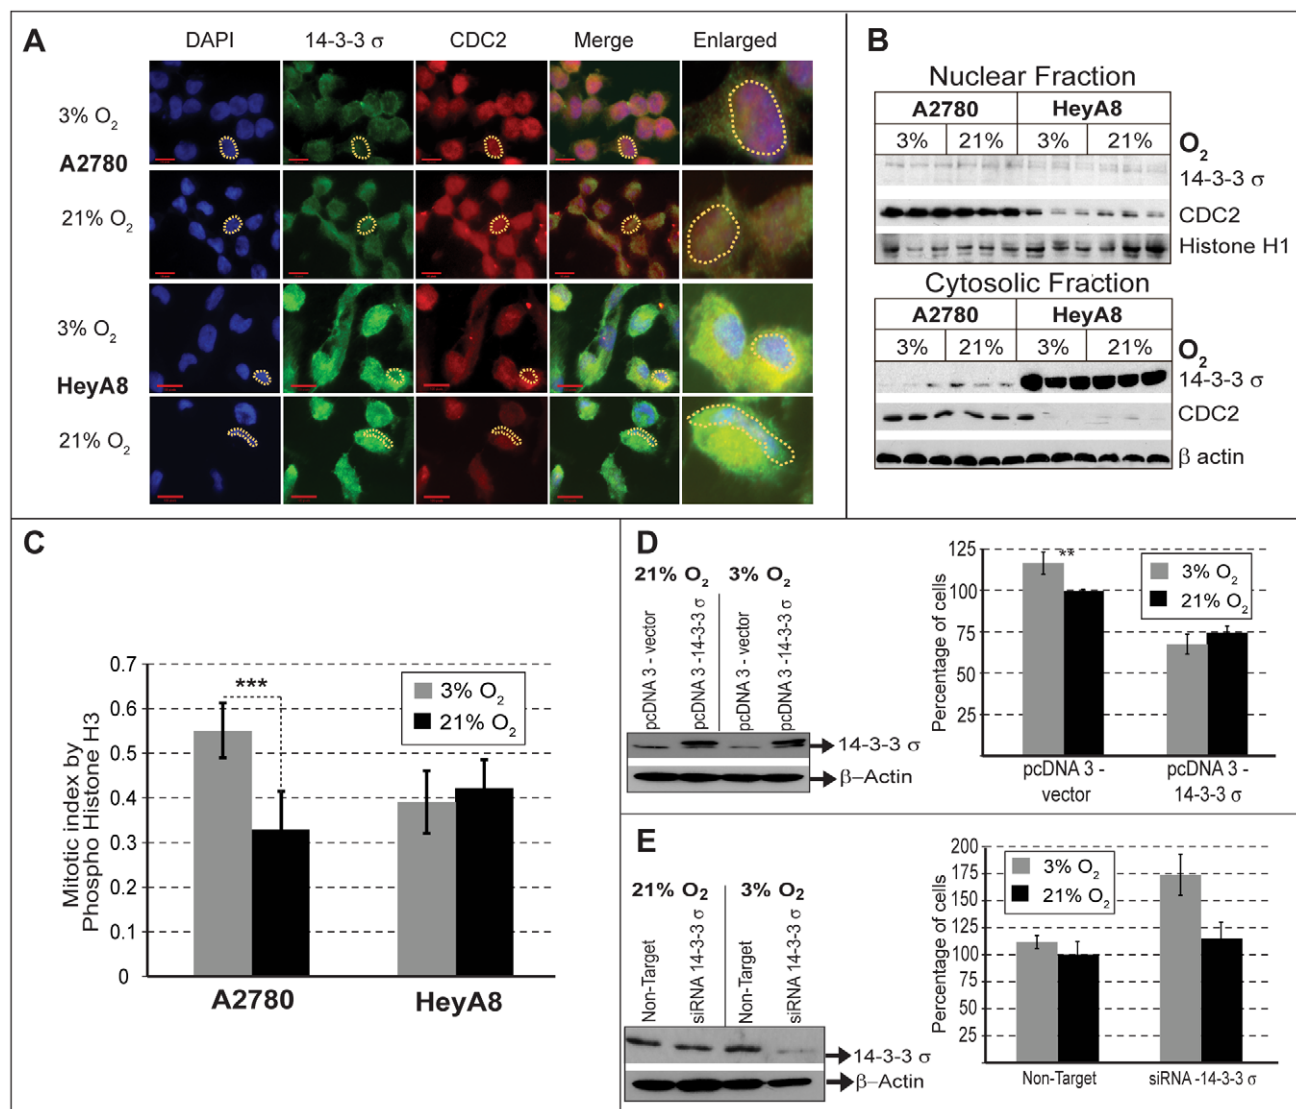 A
DAPI 14-3-3 σ CDC2 Merge Enlarged
3% O2
A2780
21% O2
3% O2
HeyA8
21% O2
B
Nuclear Fraction
A2780 HeyA8
3% 21% 3% 21% O2
14-3-3 σ
CDC2
Histone H1
Cytosolic Fraction
A2780 HeyA8
3% 21% 3% 21% O2
14-3-3 σ
CDC2
β actin
C
Mitotic index by
Phospho Histone H3
0.7
0.6
0.5
0.4
0.3
0.2
0.1
0
***
3% O2
21% O2
A2780 HeyA8
D
21% O2 3% O2
pcDNA 3 - vector
pcDNA 3 -14-3-3 σ
pcDNA 3 - vector
pcDNA 3 -14-3-3 σ
14-3-3 σ
β–Actin
Percentage of cells
125
100
75
50
25
**
3% O2
21% O2
pcDNA 3 - pcDNA 3 -
vector 14-3-3 σ
E
21% O2 3% O2
Non-Target
siRNA 14-3-3 σ
Non-Target
siRNA 14-3-3 σ
14-3-3 σ
β–Actin
Percentage of cells
200
175
150
125
100
75
50
25
3% O2
21% O2
Non-Target siRNA -14-3-3 σ